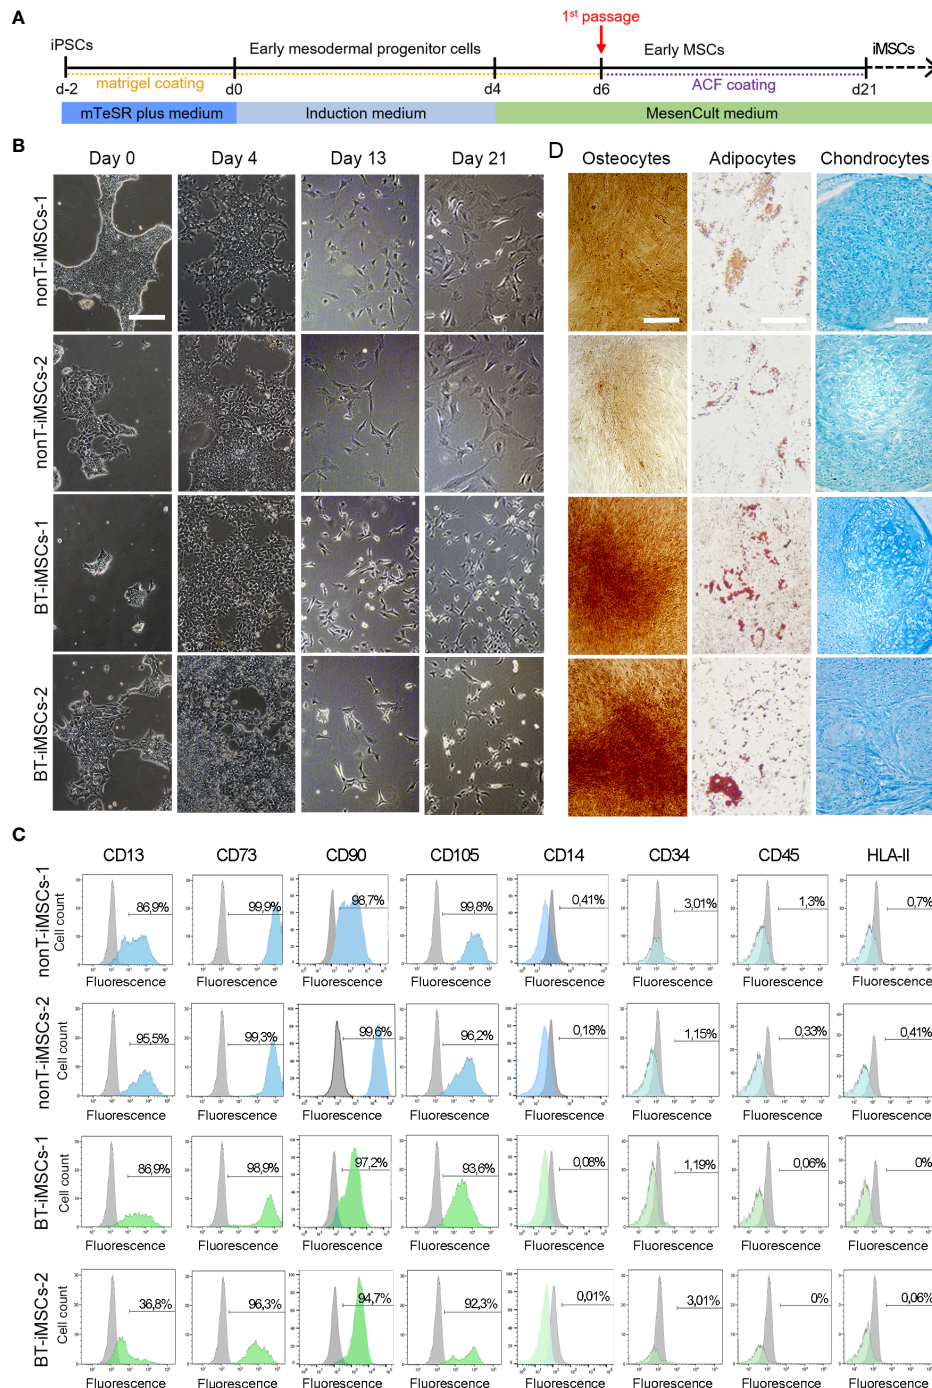 A
1st passage
iPSCs
Early mesodermal progenitor cells
Early MSCs
iMSCs
matrigel coating
ACF coating
d-2
d0
d4
d6
d21
mTeSR plus medium
Induction medium
MesenCult medium
B
Day 0
Day 4
Day 13
Day 21
nonT-iMSCs-1
nonT-iMSCs-2
BT-iMSCs-1
BT-iMSCs-2
D
Osteocytes
Adipocytes
Chondrocytes
C
CD13
CD73
CD90
CD105
CD14
CD34
CD45
HLA-II
nonT-iMSCs-1
Cell count
86,9%
99,9%
98,7%
99,8%
0,41%
3,01%
1,3%
0,7%
Fluorescence
Fluorescence
Fluorescence
Fluorescence
Fluorescence
Fluorescence
Fluorescence
Fluorescence
nonT-iMSCs-2
Cell count
95,5%
99,3%
99,6%
96,2%
0,18%
1,15%
0,33%
0,41%
Fluorescence
Fluorescence
Fluorescence
Fluorescence
Fluorescence
Fluorescence
Fluorescence
Fluorescence
BT-iMSCs-1
Cell count
86,9%
98,9%
97,2%
93,6%
0,08%
1,19%
0,06%
0%
Fluorescence
Fluorescence
Fluorescence
Fluorescence
Fluorescence
Fluorescence
Fluorescence
Fluorescence
BT-iMSCs-2
Cell count
36,8%
96,3%
94,7%
92,3%
0,01%
3,01%
0%
0,06%
Fluorescence
Fluorescence
Fluorescence
Fluorescence
Fluorescence
Fluorescence
Fluorescence
Fluorescence